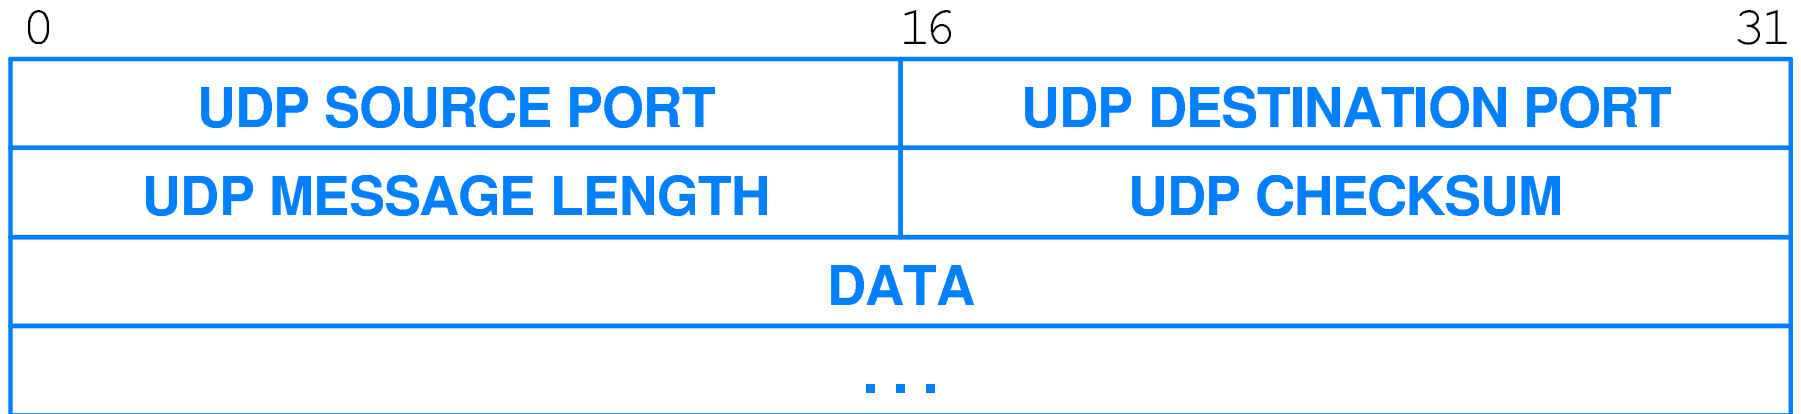 0 16 31
UDP SOURCE PORT UDP DESTINATION PORT
UDP MESSAGE LENGTH UDP CHECKSUM
DATA
...